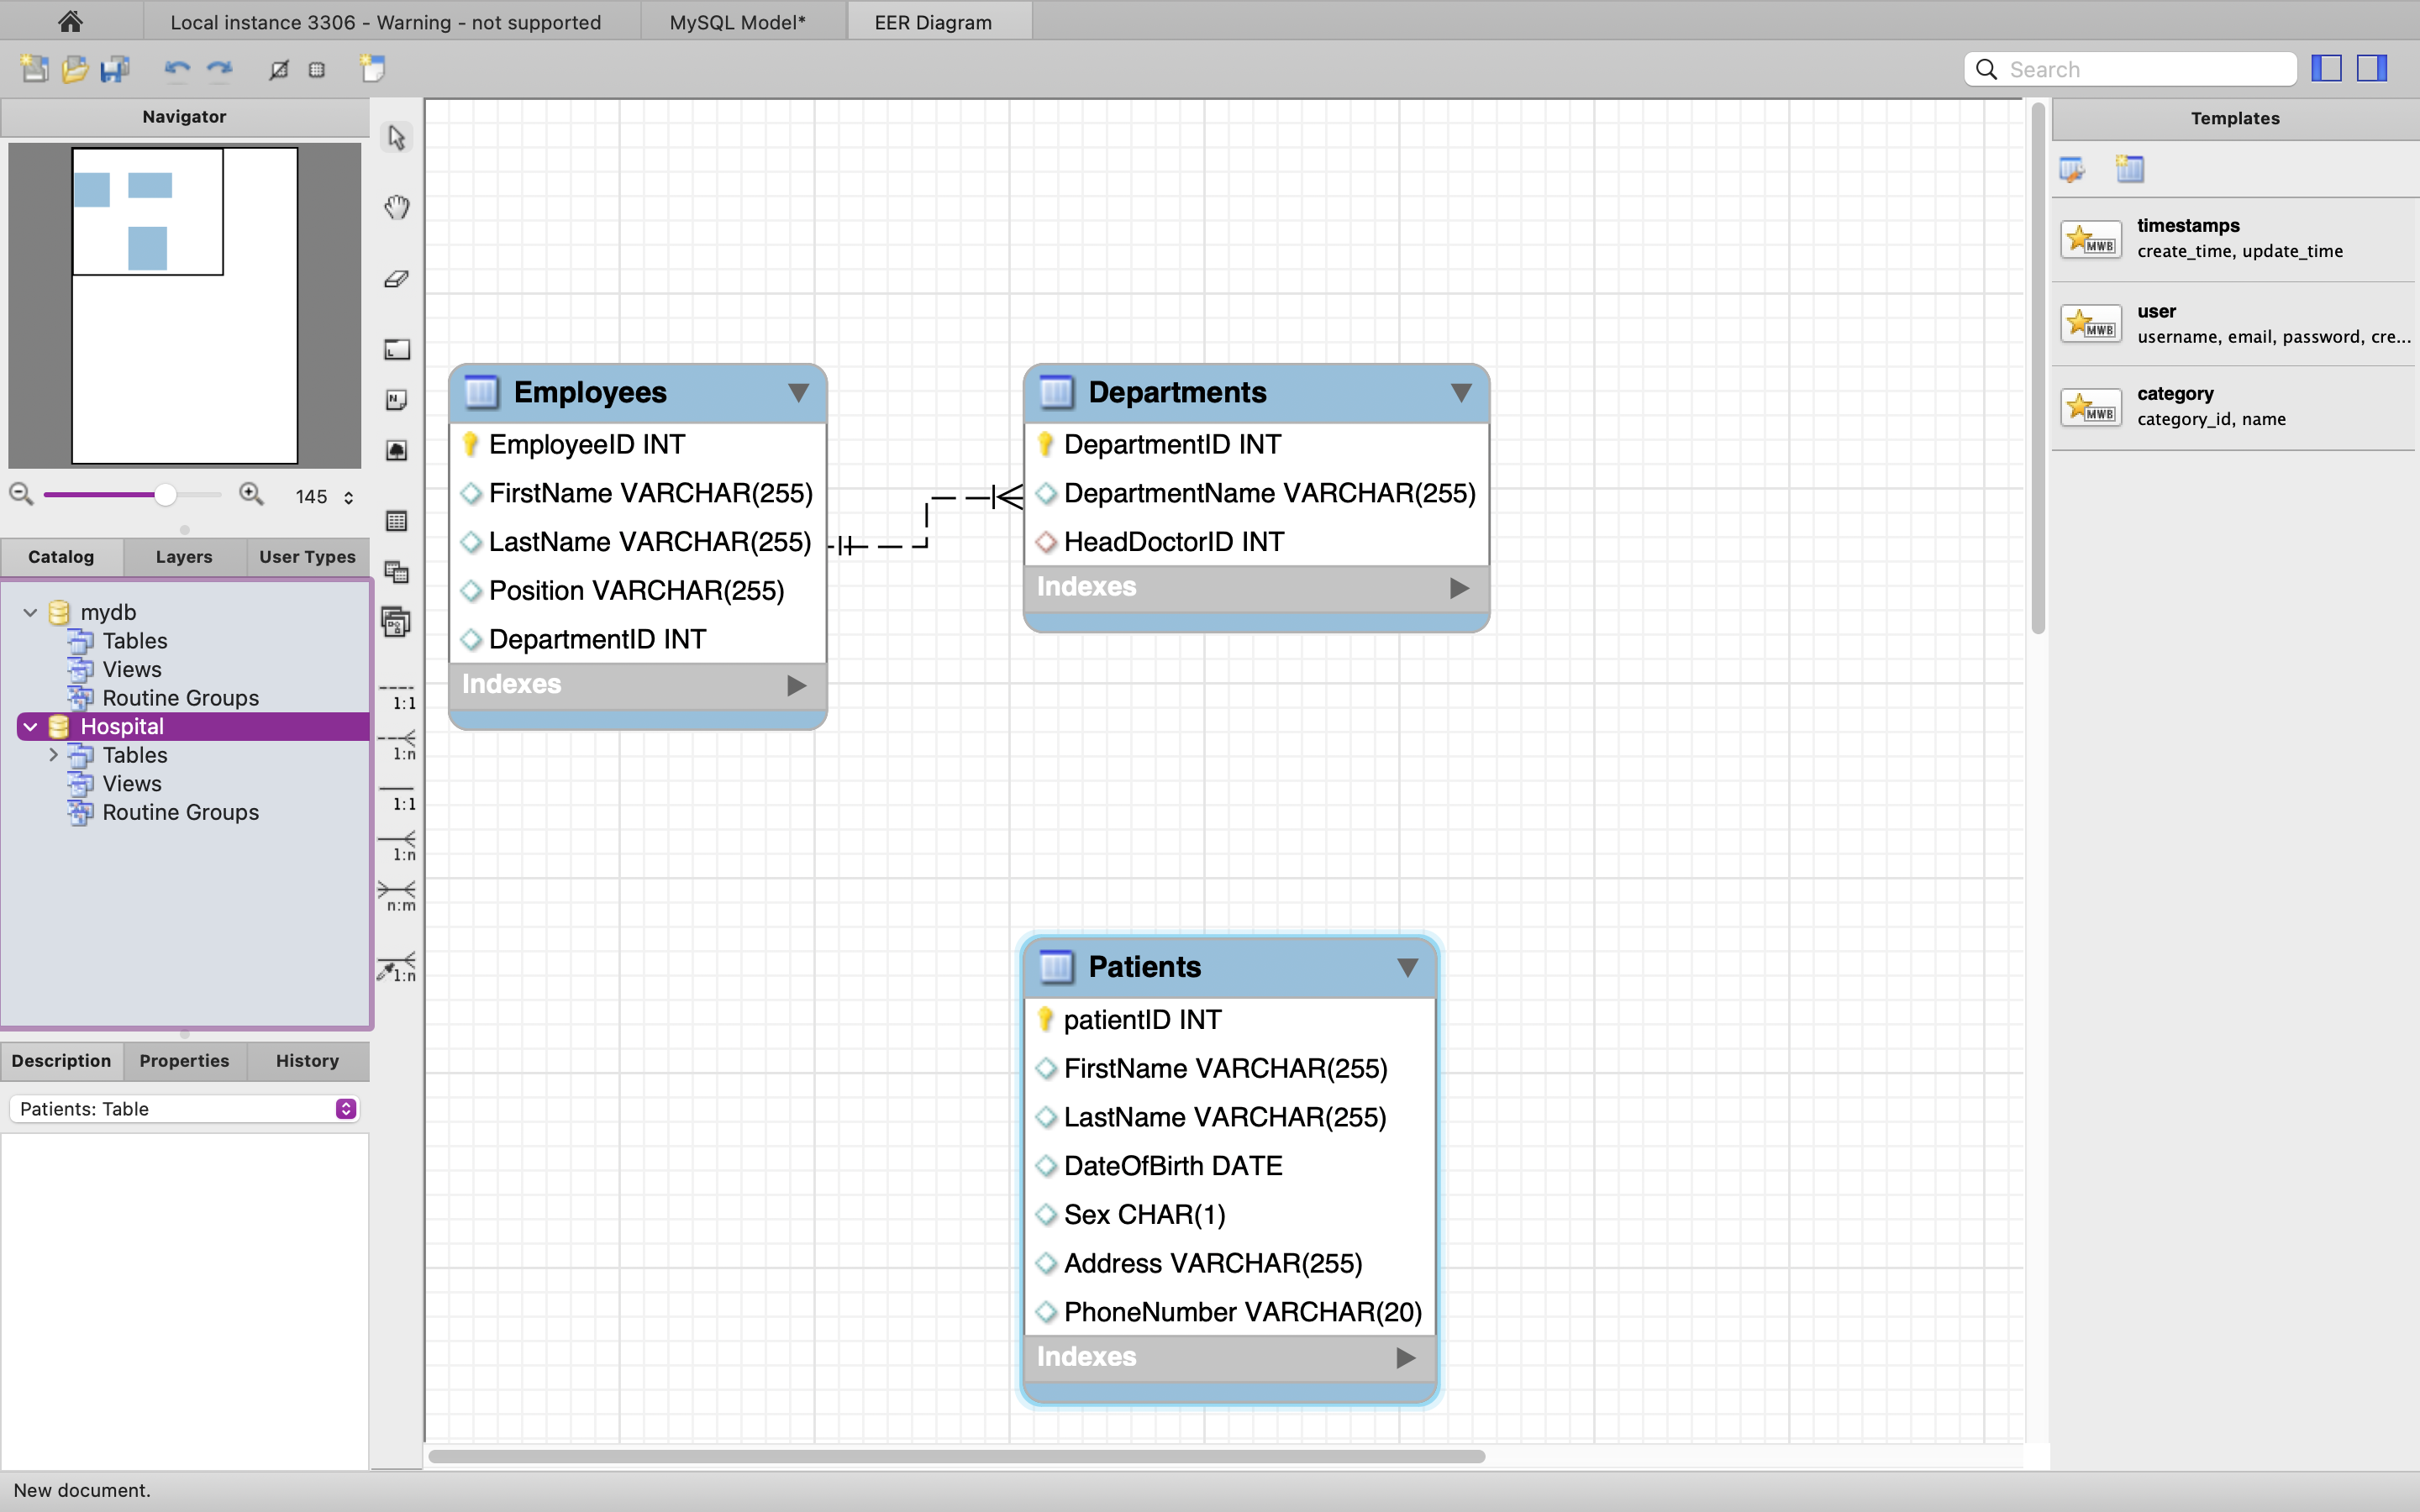 Local instance 3306 - Warning - not supported
MySQL Model*
EER Diagram
Search
Navigator
145
Catalog
Layers
User Types
mydb
Tables
Views
Routine Groups
Hospital
Tables
Views
Routine Groups
Description
Properties
History
Patients: Table
1:1
1:n
1:1
1:n
n:m
1:n
Employees
EmployeeID INT
FirstName VARCHAR(255)
LastName VARCHAR(255)
Position VARCHAR(255)
DepartmentID INT
Indexes
Departments
DepartmentID INT
DepartmentName VARCHAR(255)
HeadDoctorID INT
Indexes
Patients
patientID INT
FirstName VARCHAR(255)
LastName VARCHAR(255)
DateOfBirth DATE
Sex CHAR(1)
Address VARCHAR(255)
PhoneNumber VARCHAR(20)
Indexes
Templates
MWB
timestamps
create_time, update_time
MWB
user
username, email, password, cre...
MWB
category
category_id, name
New document.